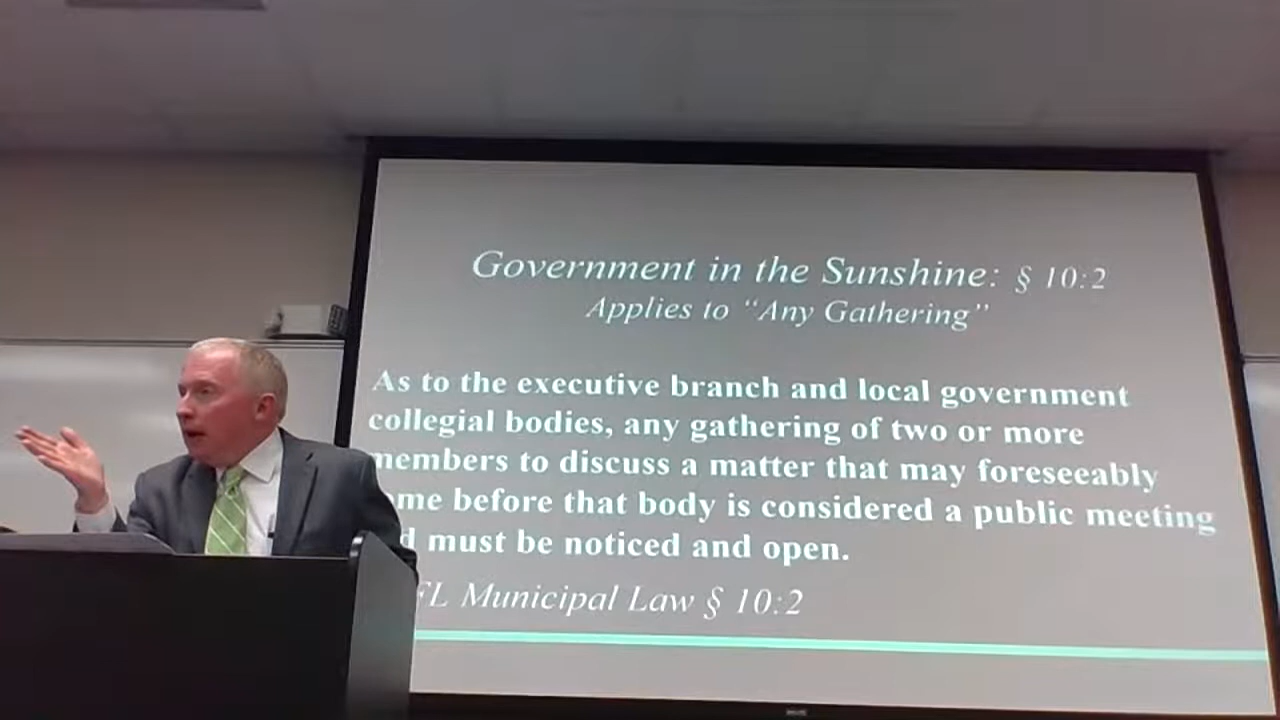 Government in the Sunshine: § 10:2
Applies to “Any Gathering”
As to the executive branch and local government
collegial bodies, any gathering of two or more
members to discuss a matter that may foreseeably
before that body is considered a public meeting
must be noticed and open.
FL Municipal Law § 10:2